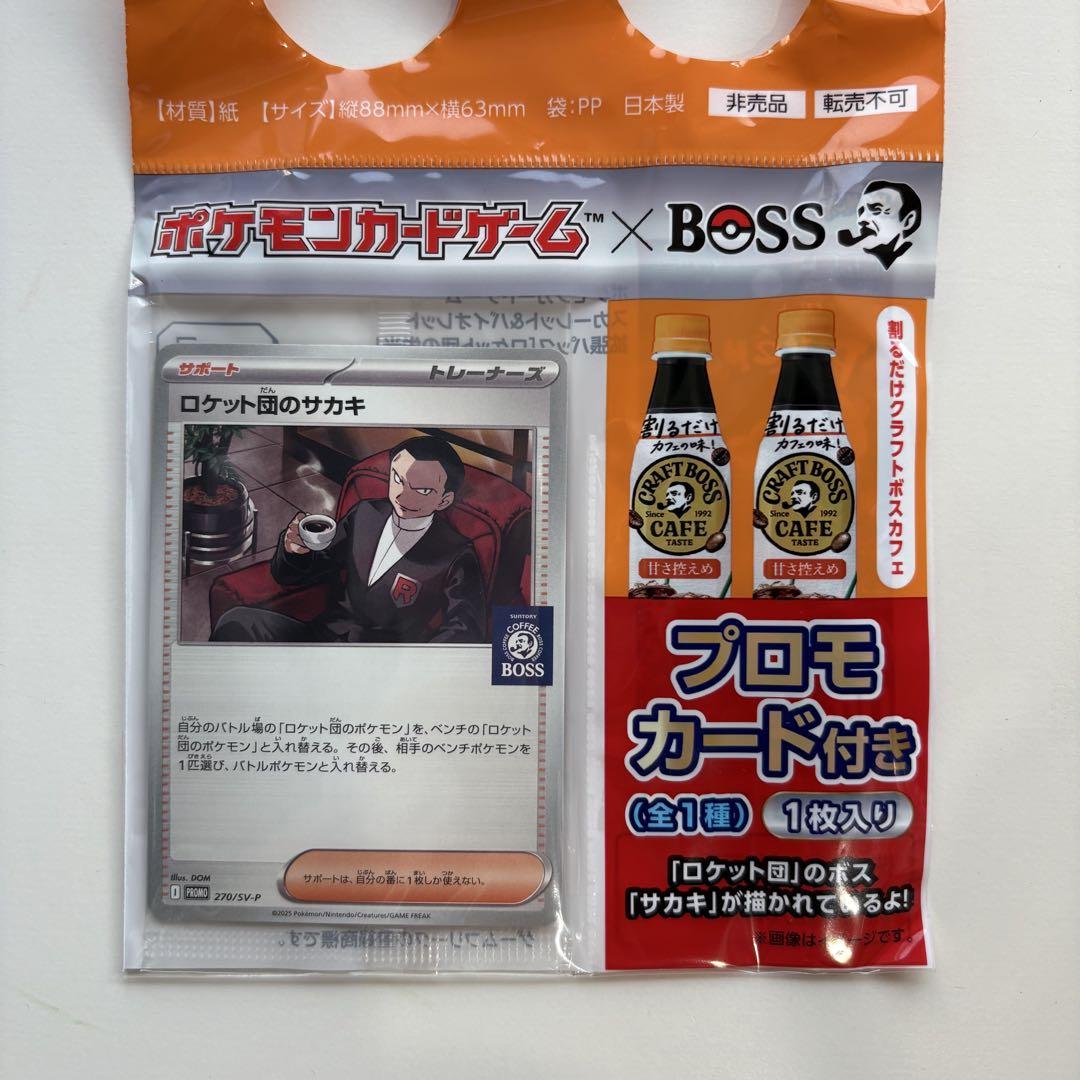 【材質】紙 【サイズ】縦88mm×横63mm 袋:PP 日本製 非売品 転売不可
ポケモンカードゲーム™×BOSS
割るだけクラフトボスカフェ
サポート トレーナーズ
ロケット団のサカキ
だん
R
SUNTORY
COFFEE
BOSS COFFEE
BOSS
自分のバトル場の「ロケット団のポケモン」を、ベンチの「ロケット
団のポケモン」と入れ替える。その後、相手のベンチポケモンを
1匹選び、バトルポケモンと入れ替える。
サポートは、自分の番に1枚しか使えない。
Illus. DOM
PROMO 270/SV-P
©2025 Pokémon/Nintendo/Creatures/GAME FREAK
割るだけ
カフェの味!
CRAFT BOSS
Since 1992
CAFE
TASTE
甘さ控えめ
割るだけ
カフェの味!
CRAFT BOSS
Since 1992
CAFE
TASTE
甘さ控えめ
プロモ
カード付き
(全1種) 1枚入り
「ロケット団」のボス
「サカキ」が描かれているよ!
※画像はイメージです。